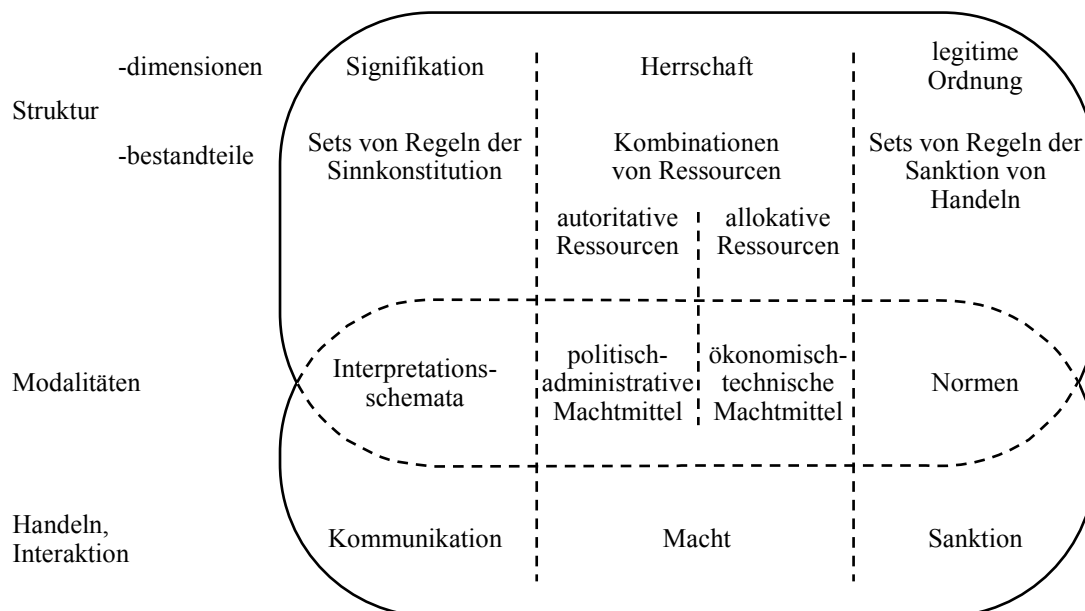 -dimensionen
Signifikation
Herrschaft
legitime
Ordnung
Struktur
-bestandteile
Sets von Regeln der
Sinnkonstitution
Kombinationen
von Ressourcen
Sets von Regeln der
Sanktion von
Handeln
autoritative
Ressourcen
allokative
Ressourcen
Modalitäten
Interpretations-
schemata
politisch-
administrative
Machtmittel
ökonomisch-
technische
Machtmittel
Normen
Handeln,
Interaktion
Kommunikation
Macht
Sanktion